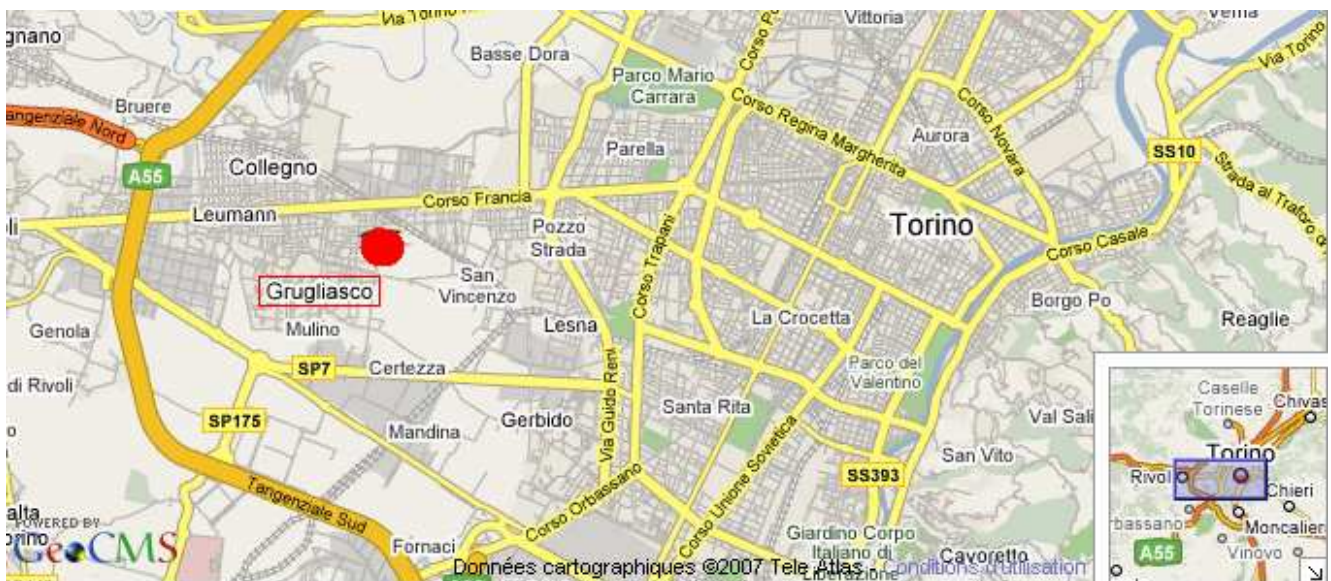 Via Torino
Vittoria
Verna
Via Torino
gnano
Basse Dora
Corso Po
Parco Mario
Carrara
Bruere
Tangenziale Nord
Corso Regina Margherita
Aurora
Corso Novara
Parella
SS10
Collegno
A55
Strada al Traforo di
Corso Francia
Leumann
Torino
Pozzo
Strada
oli
Corso Trapani
Corso Casale
San
Vincenzo
Grugliasco
Borgo Po
Reaglie
Genola
Mulino
Lesna
La Crocetta
SP7
Certezza
Parco del
Valentino
di Rivoli
Via Guido Reni
Santa Rita
Gerbido
Val Sali
SP175
Mandina
Corso Unione Sovietica
San Vito
SS393
Tangenziale Sud
Corso Orbassano
alta
orino
POWERED BY
GeoCMS
Fornaci
Giardino Corpo
Italiano di
Liberazione
Cavoretto
Données cartographiques ©2007 Tele Atlas - Conditions d'utilisation
Caselle
Torinese
Chivas
Torino
Rivol
Chieri
rbassano
Moncalier
A55
Vinovo